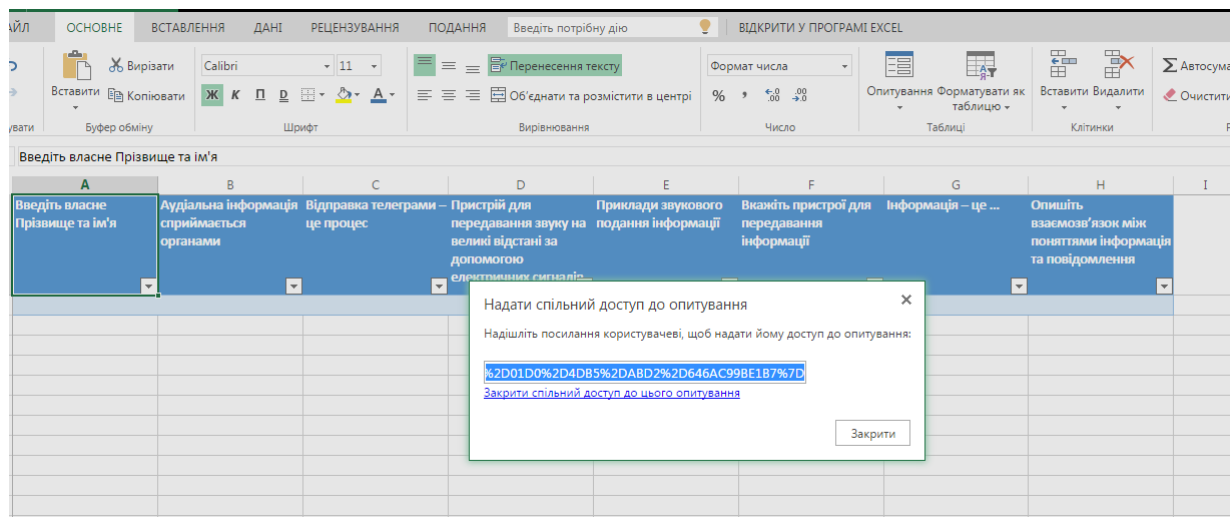 АЙЛ ОСНОВНЕ ВСТАВЛЕННЯ ДАНІ РЕЦЕНЗУВАННЯ ПОДАННЯ Введіть потрібну дію ВІДКРИТИ У ПРОГРАМІ EXCEL
Вирізати Calibri 11 Перенесення тексту Формат числа Автосума
Вставити Копіювати Ж К П D Об'єднати та розмістити в центрі % Опитування Форматувати як таблицю Вставити Видалити Очистити
увати Буфер обміну Шрифт Вирівнювання Число Таблиці Клітинки
Введіть власне Прізвище та ім'я
A B C D E F G H I
Введіть власне Прізвище та ім'я
Аудіальна інформація сприймається органами
Відправка телеграми – це процес
Пристрій для передавання звуку на великі відстані за допомогою електричних сигналів...
Приклади звукового подання інформації
Вкажіть пристрої для передавання інформації
Інформація – це ...
Опишіть взаємозв'язок між поняттями інформація та повідомлення
Надати спільний доступ до опитування
Надішліть посилання користувачеві, щоб надати йому доступ до опитування:
%2D01D0%2D4DB5%2DABD2%2D646AC99BE1B7%7D
Закрити спільний доступ до цього опитування
Закрити